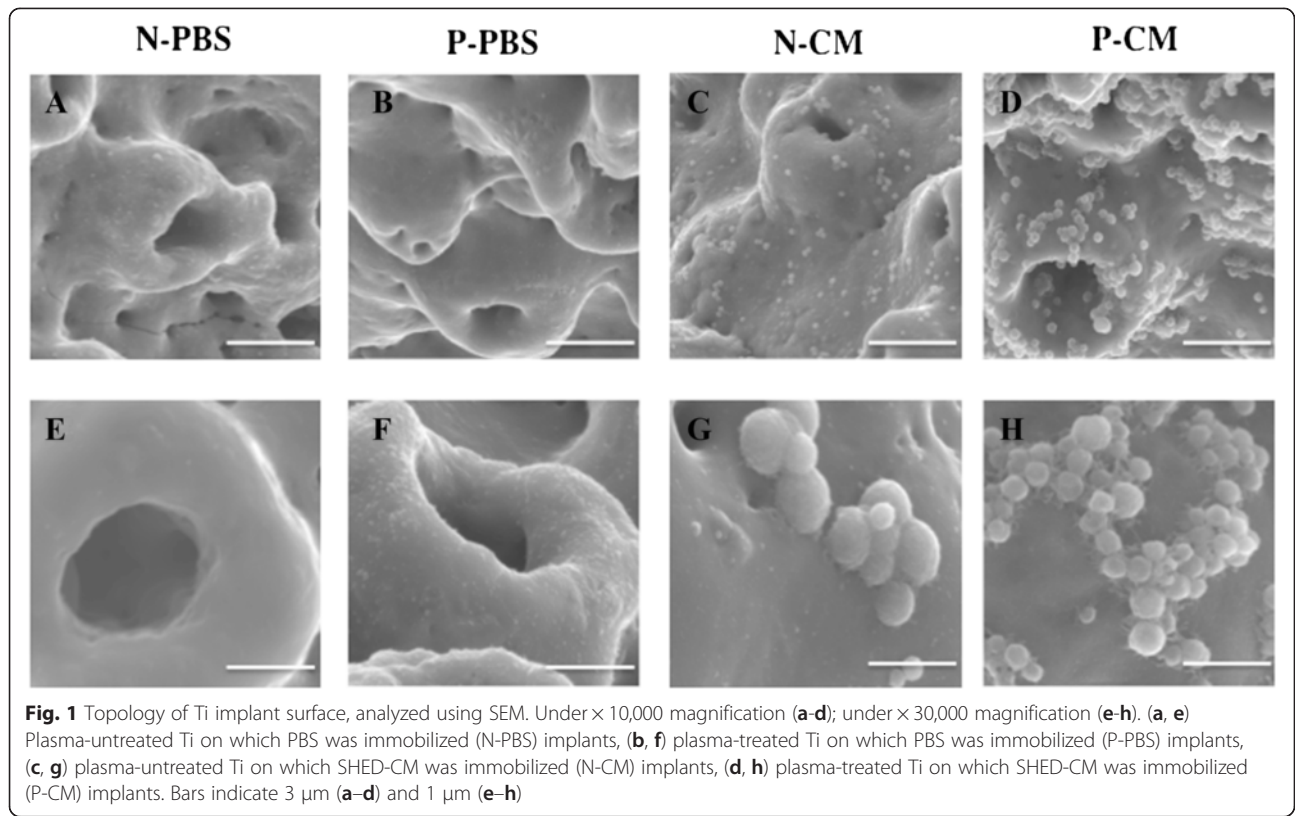 N-PBS P-PBS N-CM P-CM
A B C D
E F G H
Fig. 1 Topology of Ti implant surface, analyzed using SEM. Under × 10,000 magnification (a-d); under × 30,000 magnification (e-h). (a, e)
Plasma-untreated Ti on which PBS was immobilized (N-PBS) implants, (b, f) plasma-treated Ti on which PBS was immobilized (P-PBS) implants,
(c, g) plasma-untreated Ti on which SHED-CM was immobilized (N-CM) implants, (d, h) plasma-treated Ti on which SHED-CM was immobilized
(P-CM) implants. Bars indicate 3 μm (a–d) and 1 μm (e–h)